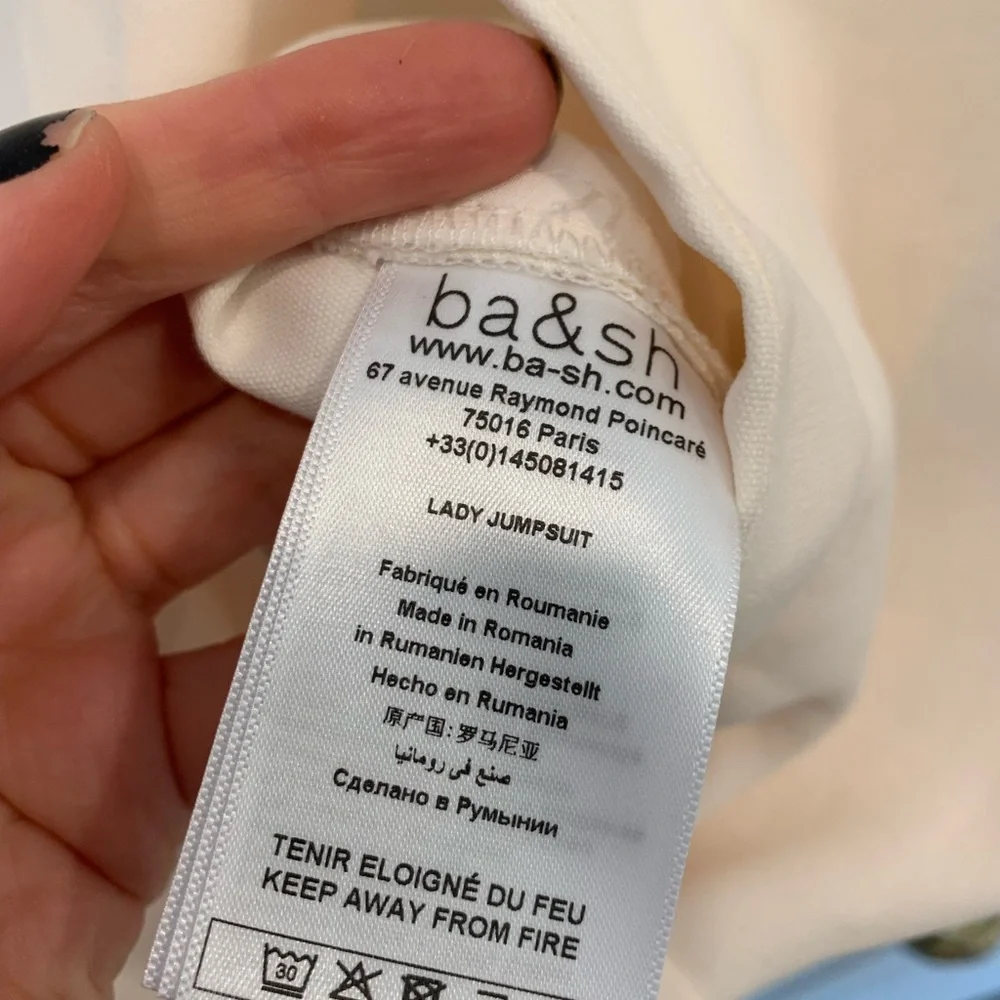 ba&sh
www.ba-sh.com
67 avenue Raymond Poincaré
75016 Paris
+33(0)145081415
LADY JUMPSUIT
Fabriqué en Roumanie
Made in Romania
in Rumanien Hergestellt
Hecho en Rumania
原产国:罗马尼亚
صنع في رومانيا
Сделано в Румынии
TENIR ELOIGNÉ DU FEU
KEEP AWAY FROM FIRE
30